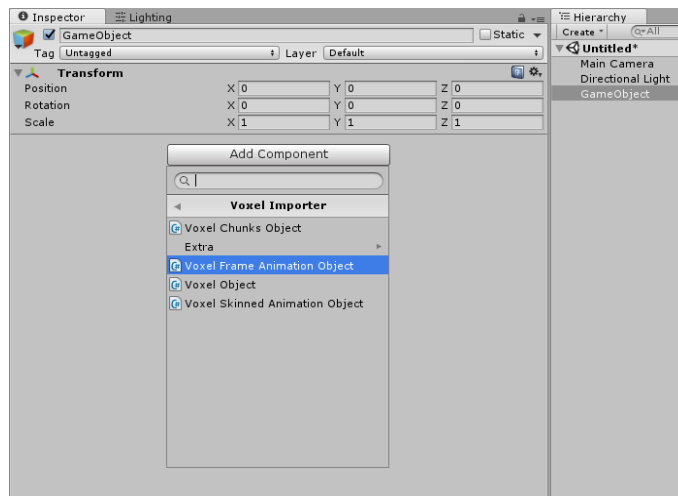 Inspector Lighting
GameObject Static
Tag Untagged Layer Default
Transform
Position X 0 Y 0 Z 0
Rotation X 0 Y 0 Z 0
Scale X 1 Y 1 Z 1
Add Component
Voxel Importer
Voxel Chunks Object
Extra
Voxel Frame Animation Object
Voxel Object
Voxel Skinned Animation Object
Hierarchy
Create All
Untitled*
Main Camera
Directional Light
GameObject